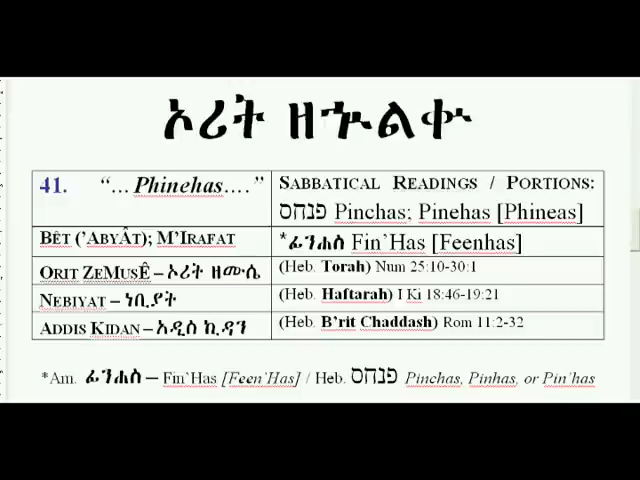 ኦሪት ዘኍልቍ
41. “… Phinehas….” SABBATICAL READINGS / PORTIONS:
פנחס Pinchas; Pinehas [Phineas]
BÊT (’ABYÂT); M’IRAFAT *ፊንሐስ Fin’Has [Feenhas]
ORIT ZEMUSÊ – ኦሪት ዘሙሴ (Heb. Torah) Num 25:10-30:1
NEBIYAT – ነቢያት (Heb. Haftarah) I Ki 18:46-19:21
ADDIS KIDAN – አዲስ ኪዳን (Heb. B’rit Chaddash) Rom 11:2-32
*Am. ፊንሐስ – Fin’Has [Feen’Has] / Heb. פנחס Pinchas, Pinhas, or Pin’has